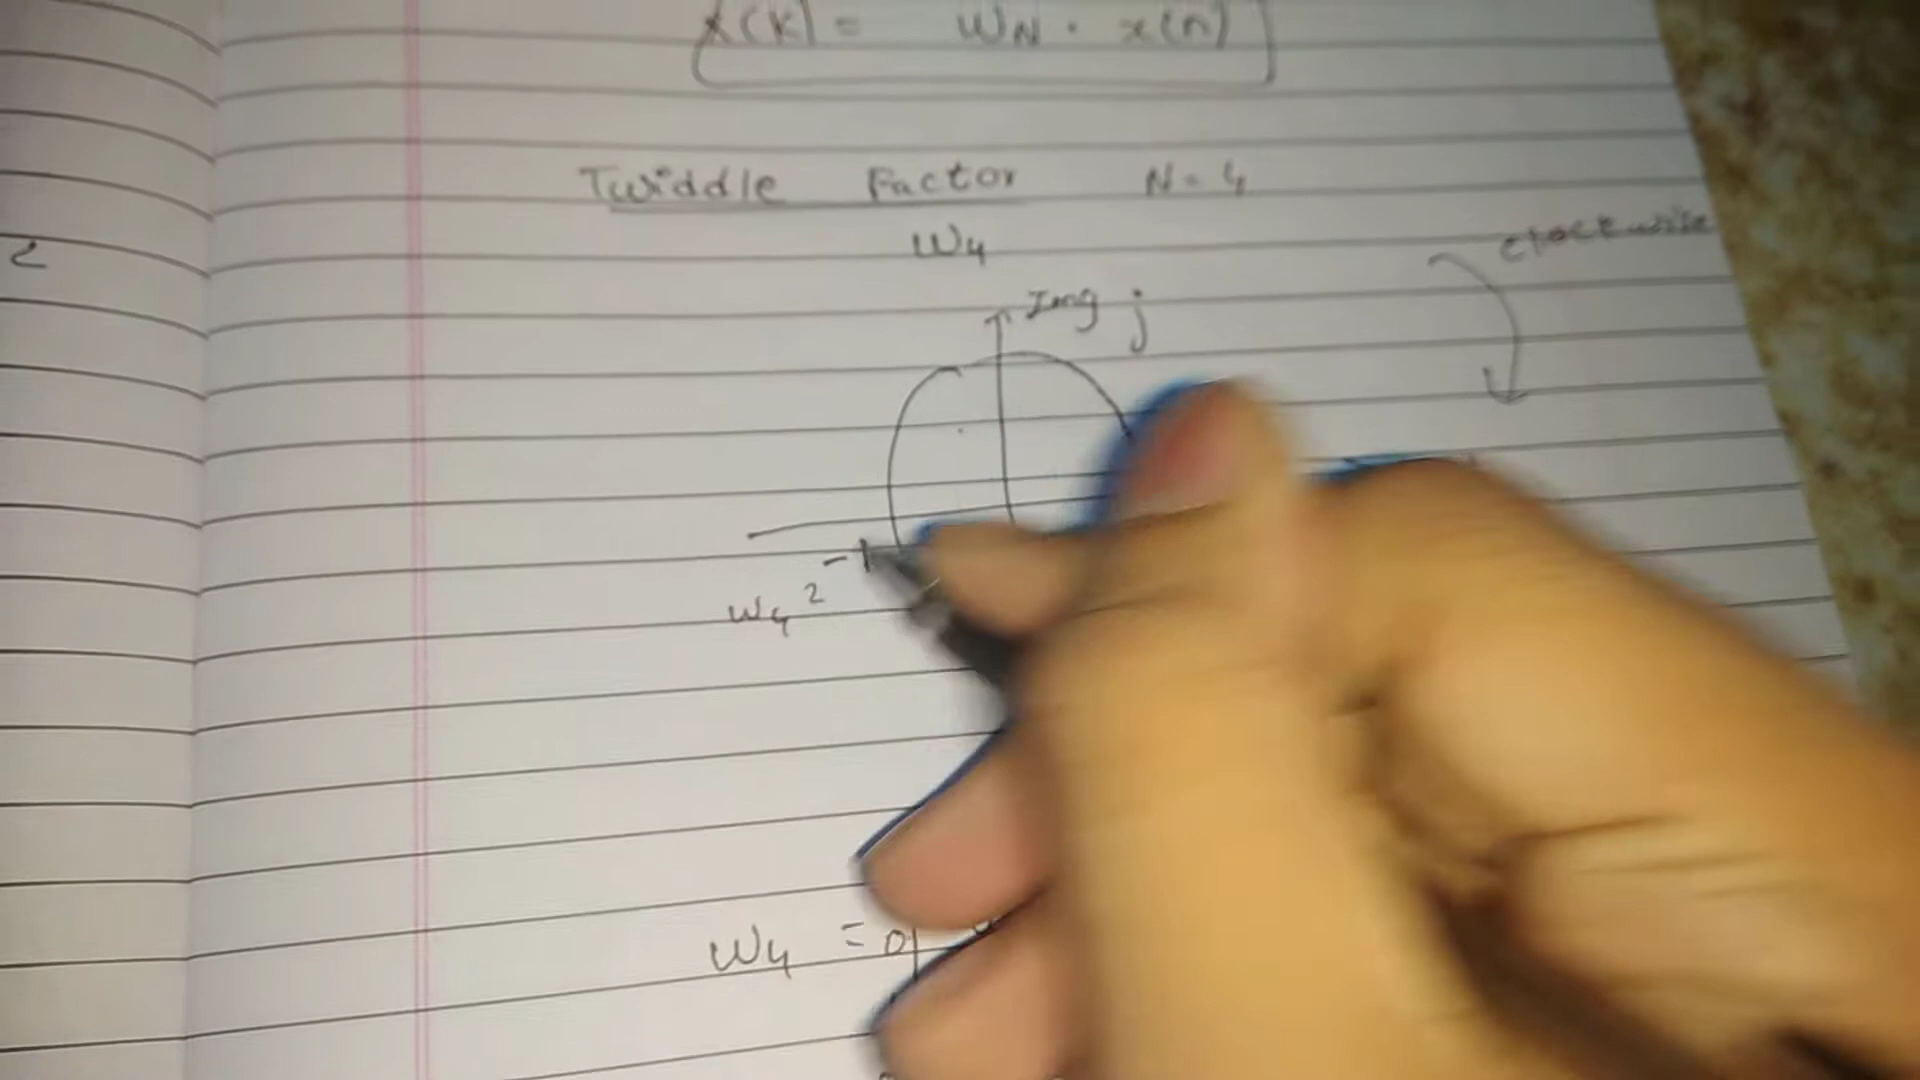 X(K) = WN · x(n)
Twiddle Factor N = 4
W4
clockwise
Img j
-1
W4 2
W4 = 0